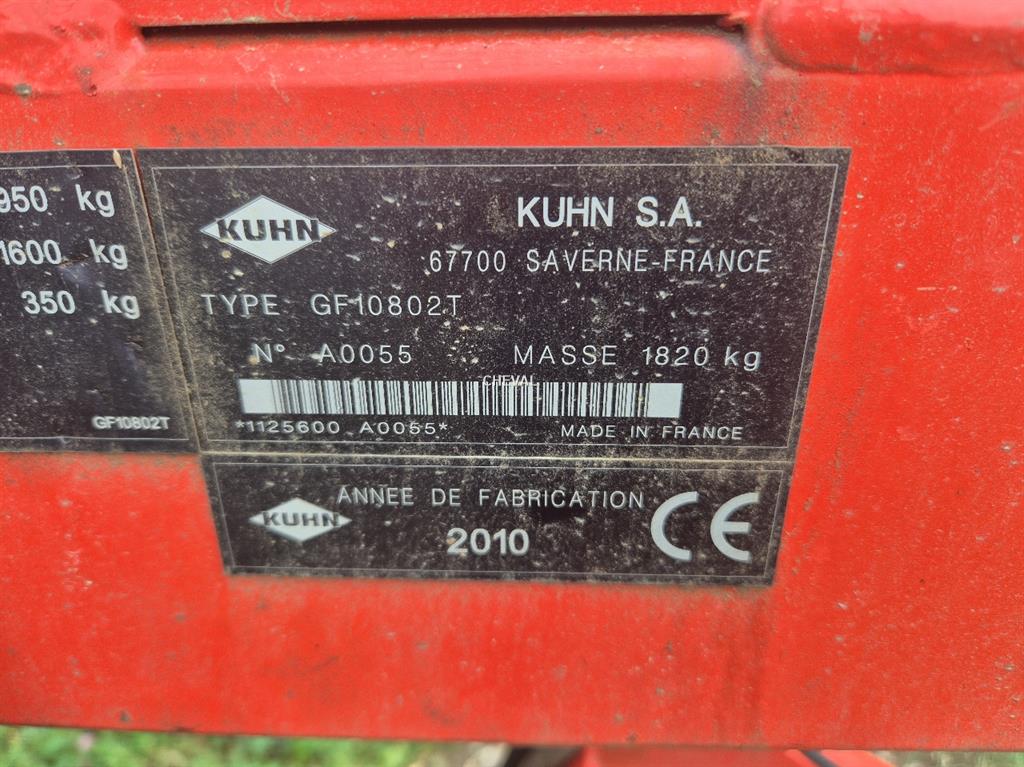 950 kg
1600 kg
350 kg
GF10802T
KUHN
KUHN S.A.
67700 SAVERNE-FRANCE
TYPE GF10802T
N° A0055 MASSE 1820 kg
CHEVAL
*1125600 A0055* MADE IN FRANCE
KUHN
ANNEE DE FABRICATION
2010
CE